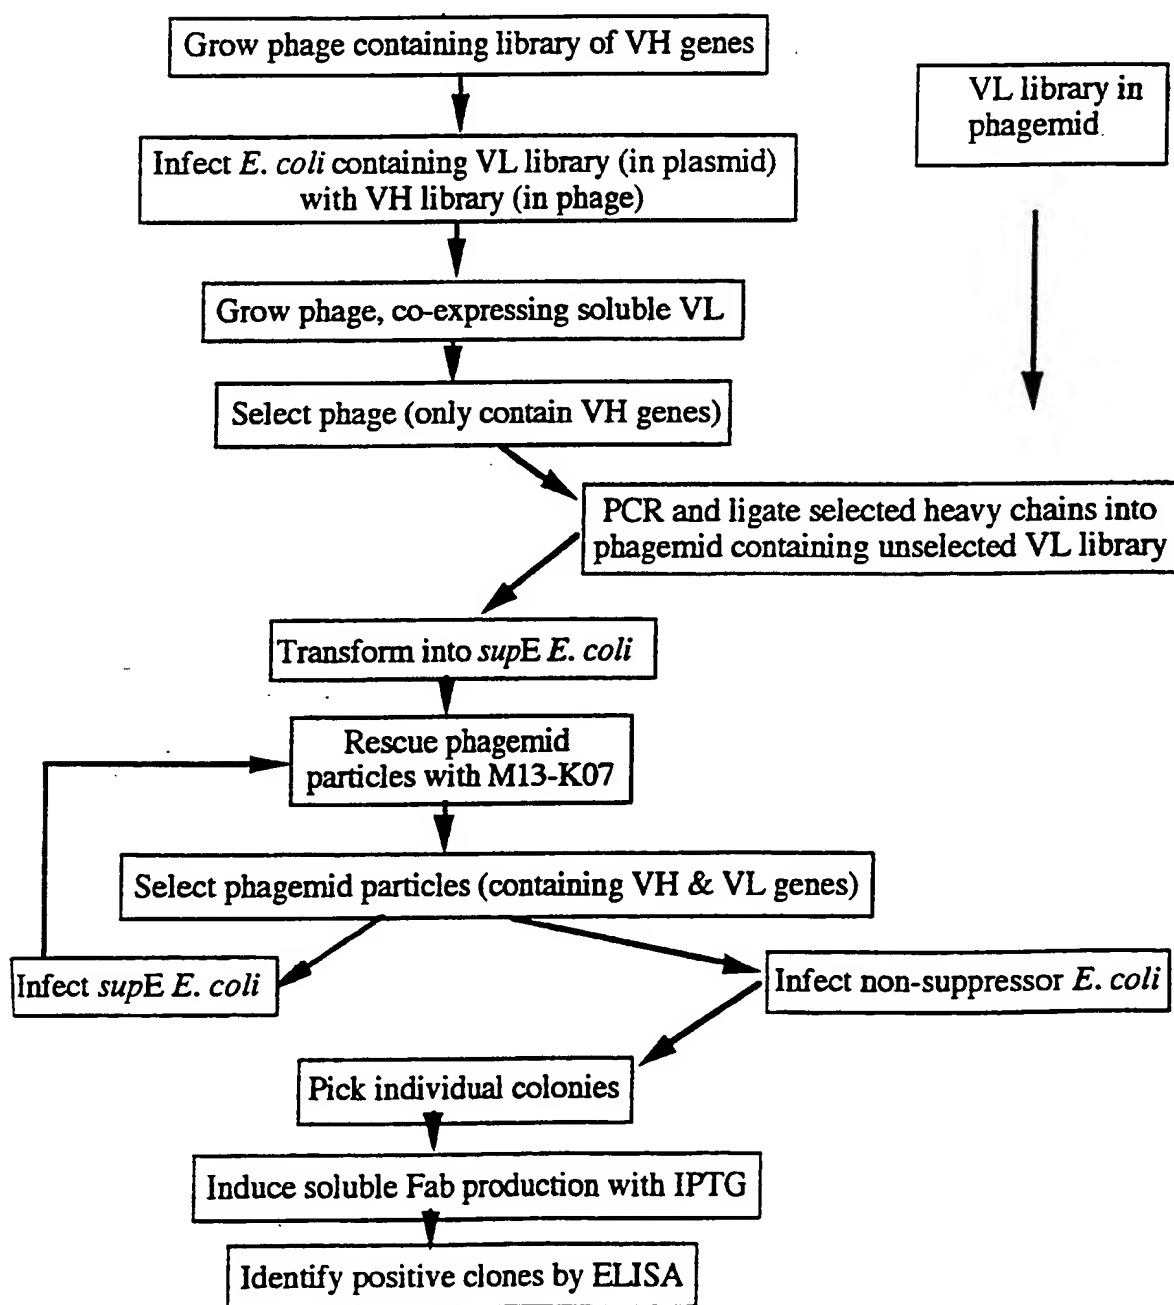 Grow phage containing library of VH genes
VL library in
phagemid
Infect E. coli containing VL library (in plasmid)
with VH library (in phage)
Grow phage, co-expressing soluble VL
Select phage (only contain VH genes)
PCR and ligate selected heavy chains into
phagemid containing unselected VL library
Transform into supE E. coli
Rescue phagemid
particles with M13-K07
Select phagemid particles (containing VH & VL genes)
Infect supE E. coli
Infect non-suppressor E. coli
Pick individual colonies
Induce soluble Fab production with IPTG
Identify positive clones by ELISA